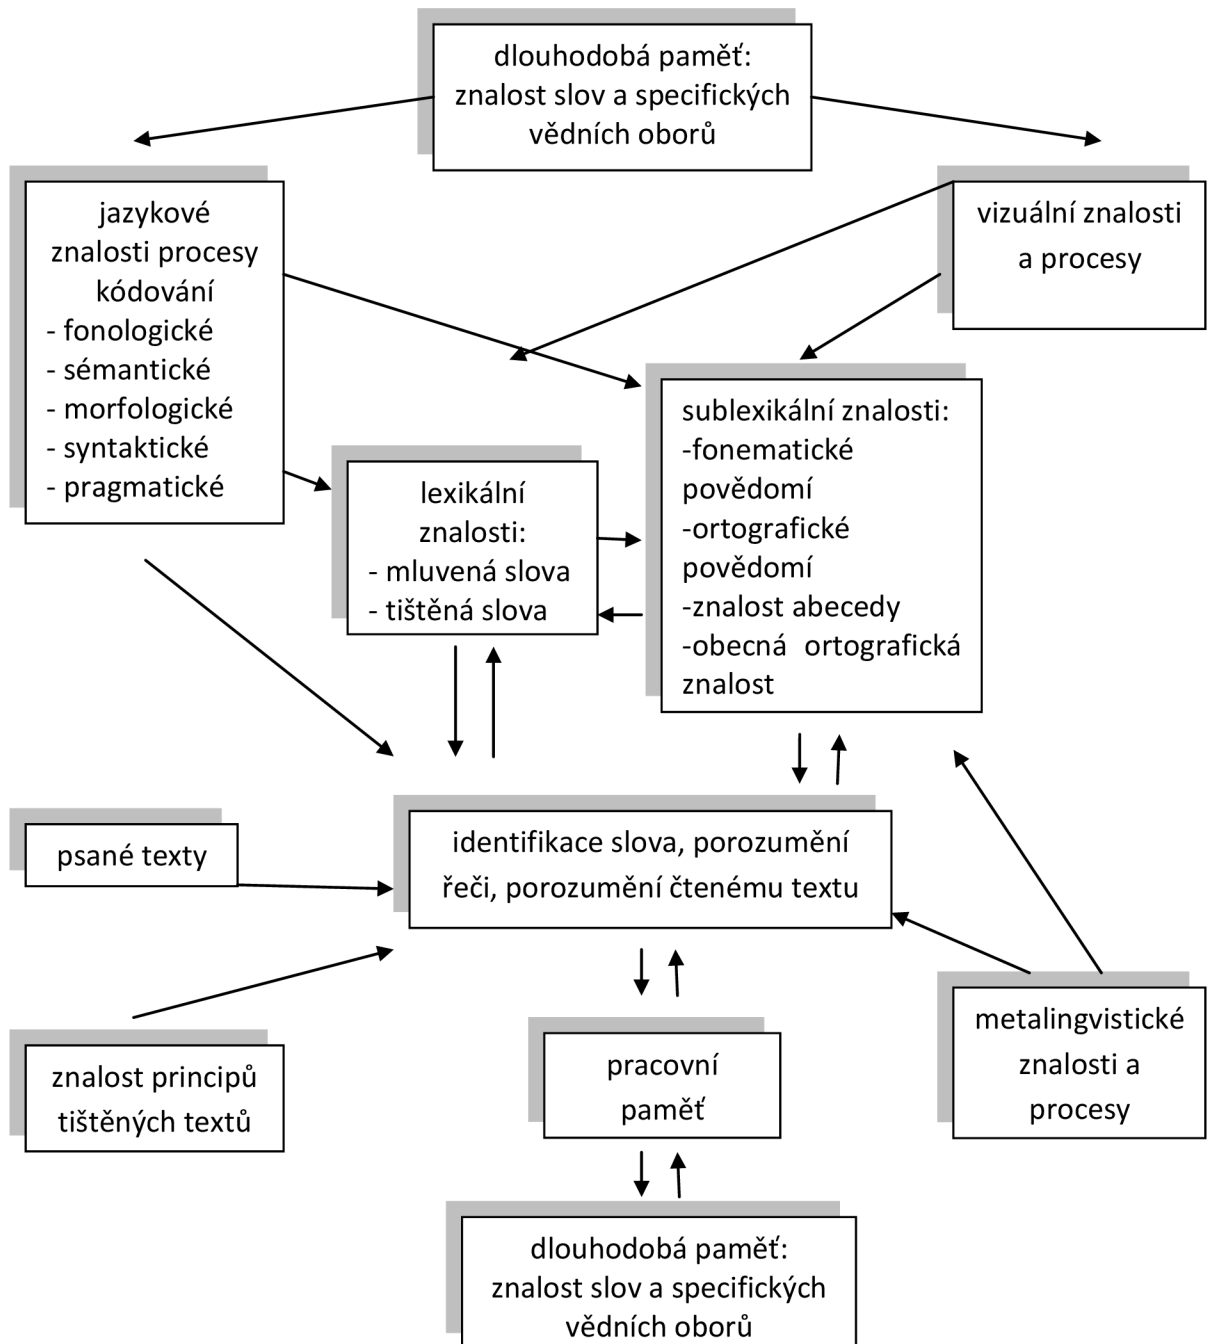 dlouhodobá paměť:
znalost slov a specifických
vědních oborů
jazykové
znalosti procesy
kódování
- fonologické
- sémantické
- morfologické
- syntaktické
- pragmatické
vizuální znalosti
a procesy
lexikální
znalosti:
- mluvená slova
- tištěná slova
sublexikální znalosti:
-fonematické
povědomí
-ortografické
povědomí
-znalost abecedy
-obecná ortografická
znalost
psané texty
identifikace slova, porozumění
řeči, porozumění čtenému textu
znalost principů
tištěných textů
pracovní
paměť
metalingvistické
znalosti a
procesy
dlouhodobá paměť:
znalost slov a specifických
vědních oborů